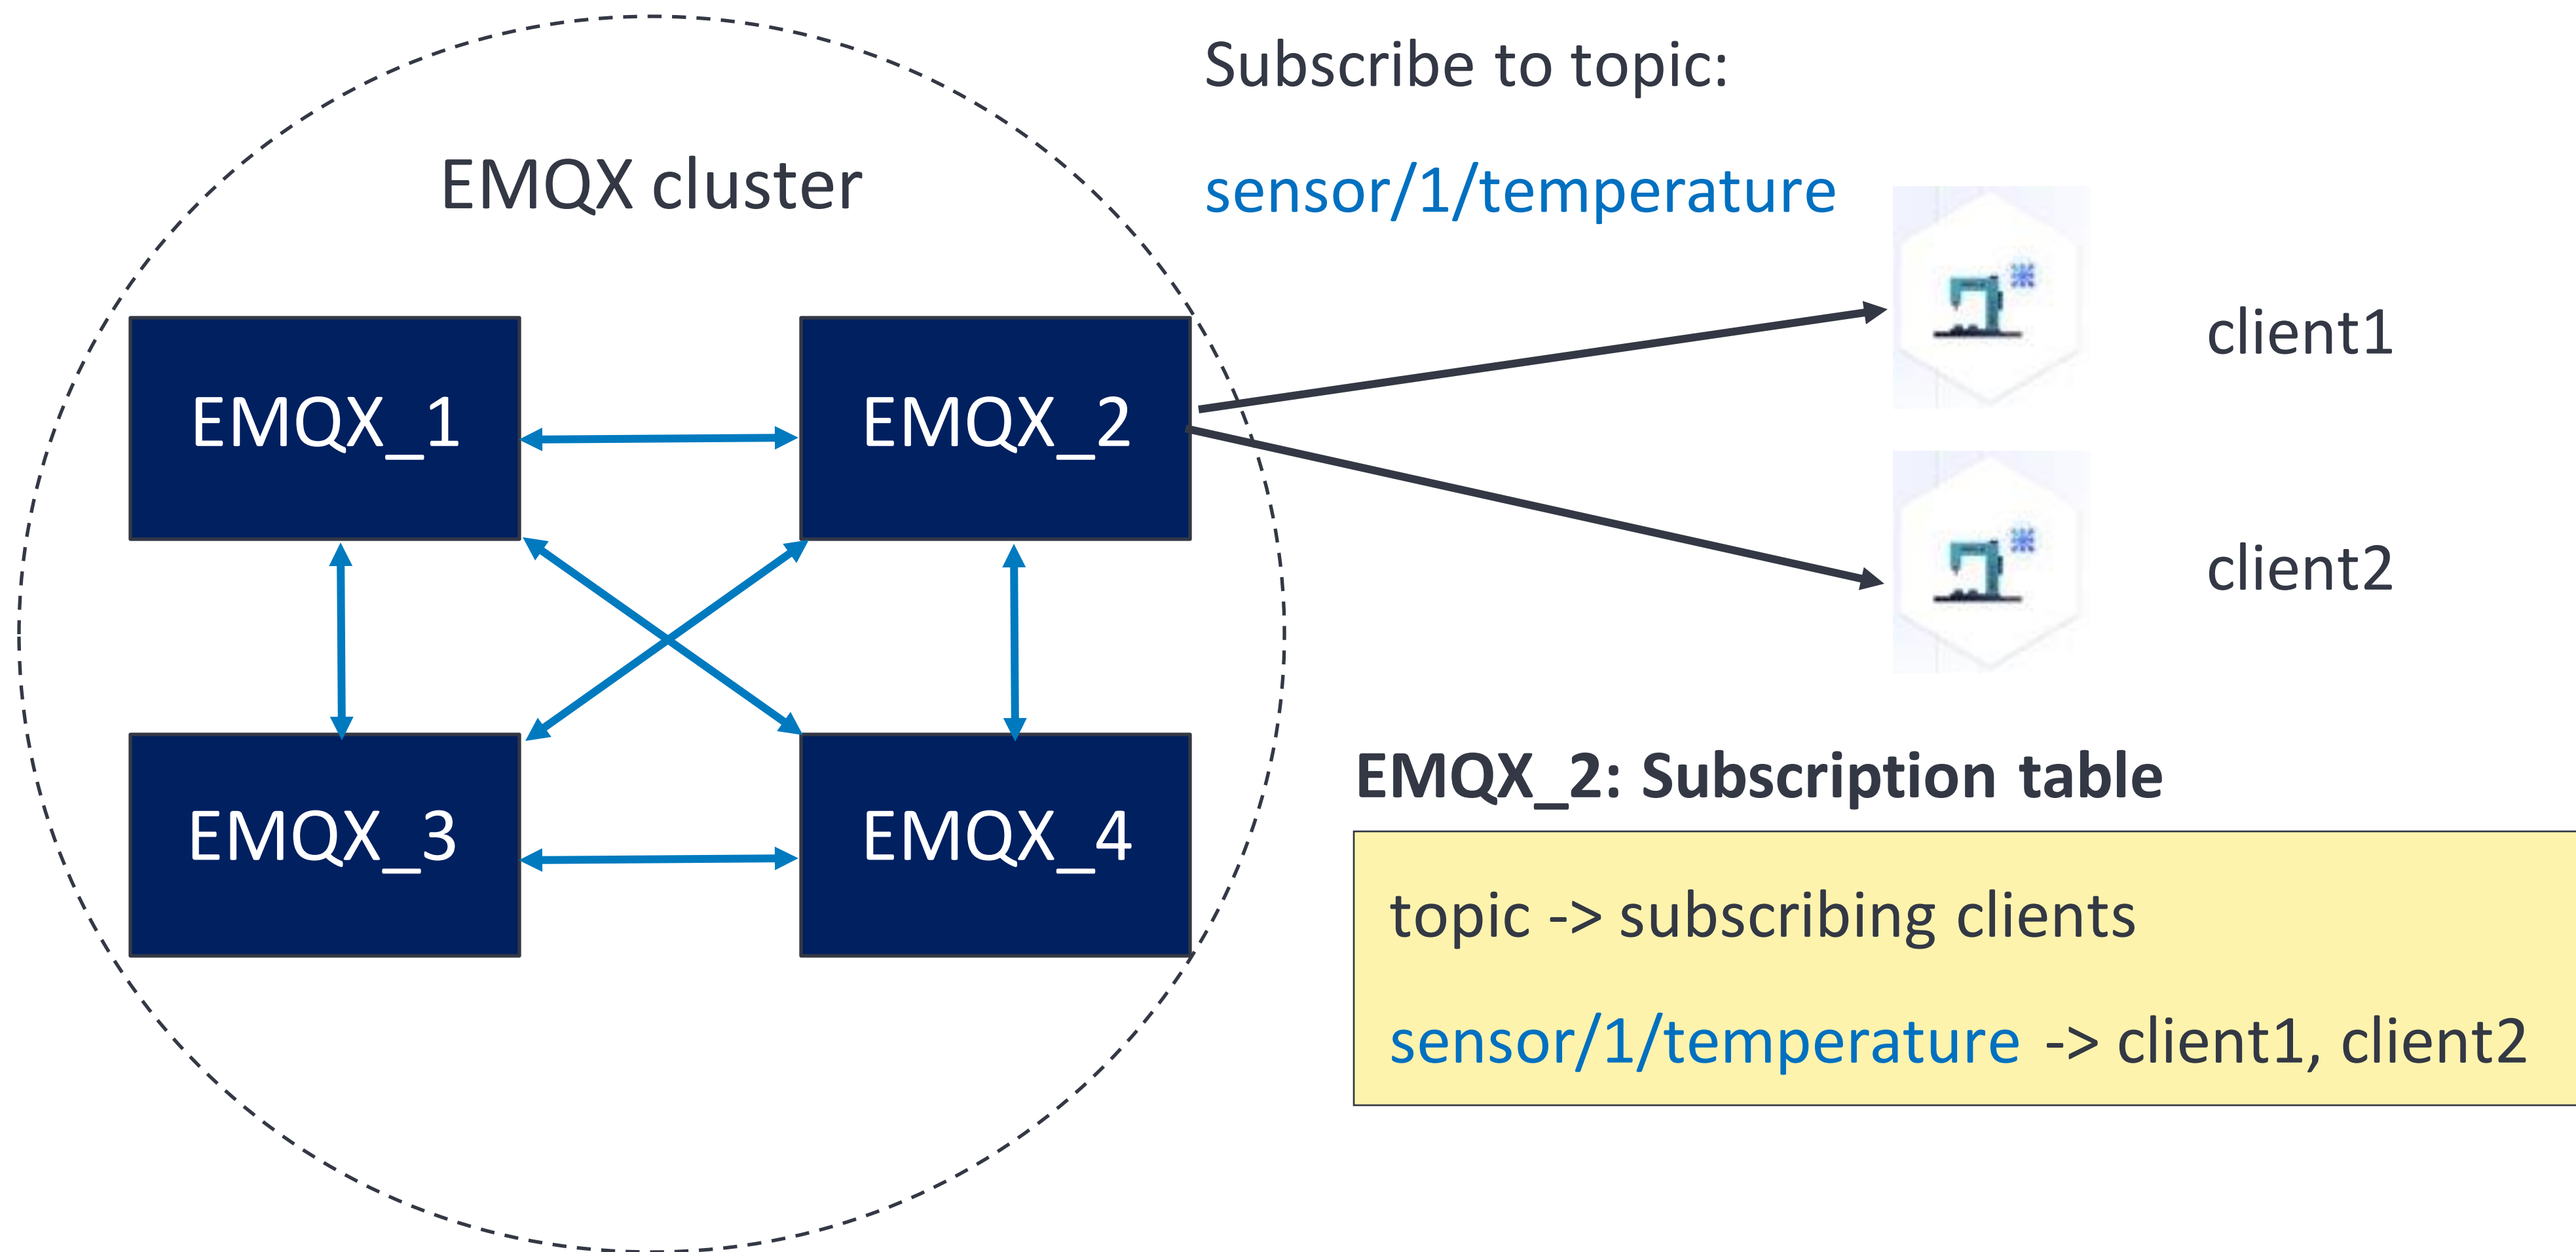 EMQX cluster
EMQX_1
EMQX_2
EMQX_3
EMQX_4
Subscribe to topic:
sensor/1/temperature
client1
client2
EMQX_2: Subscription table
topic -> subscribing clients
sensor/1/temperature -> client1, client2